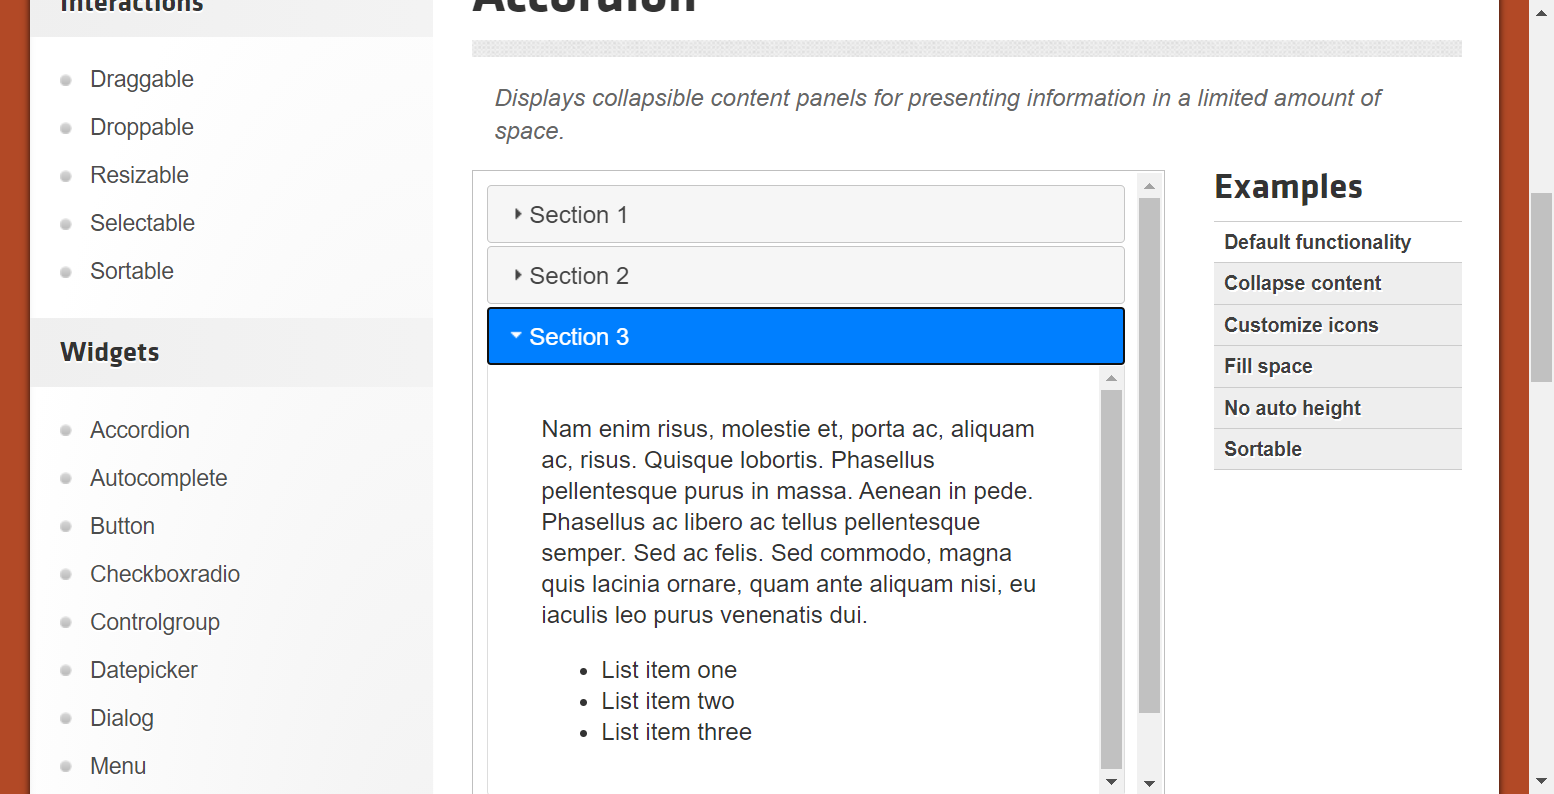 Interactions
Draggable
Droppable
Resizable
Selectable
Sortable
Widgets
Accordion
Autocomplete
Button
Checkboxradio
Controlgroup
Datepicker
Dialog
Menu
Accordion
Displays collapsible content panels for presenting information in a limited amount of
space.
Section 1
Section 2
Section 3
Nam enim risus, molestie et, porta ac, aliquam
ac, risus. Quisque lobortis. Phasellus
pellentesque purus in massa. Aenean in pede.
Phasellus ac libero ac tellus pellentesque
semper. Sed ac felis. Sed commodo, magna
quis lacinia ornare, quam ante aliquam nisi, eu
iaculis leo purus venenatis dui.
List item one
List item two
List item three
Examples
Default functionality
Collapse content
Customize icons
Fill space
No auto height
Sortable